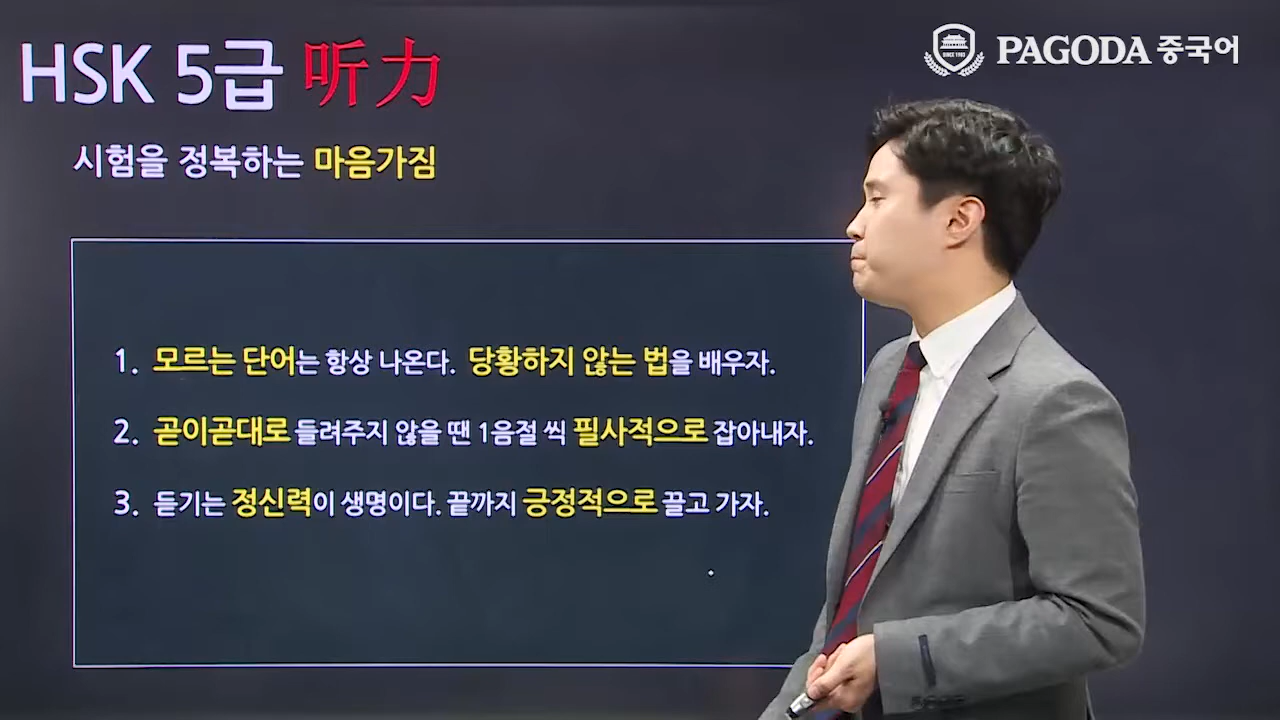 HSK 5급 听力
SINCE 1983
PAGODA 중국어
시험을 정복하는 마음가짐
1. 모르는 단어는 항상 나온다. 당황하지 않는 법을 배우자.
2. 곧이곧대로 들려주지 않을 땐 1음절 씩 필사적으로 잡아내자.
3. 듣기는 정신력이 생명이다. 끝까지 긍정적으로 끌고 가자.